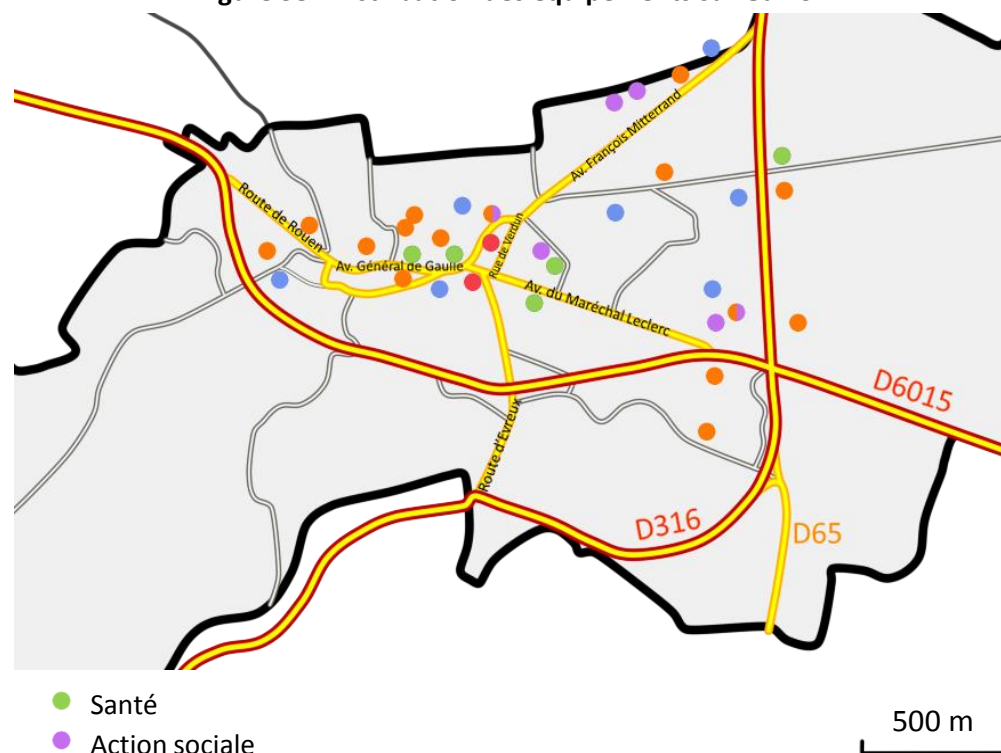 Av. François Mitterrand
Route de Rouen
Rue de Verdun
Av. Général de Gaulle
Av. du Maréchal Leclerc
D6015
Route d'Evreux
D316
D65
Santé
Action sociale
500 m